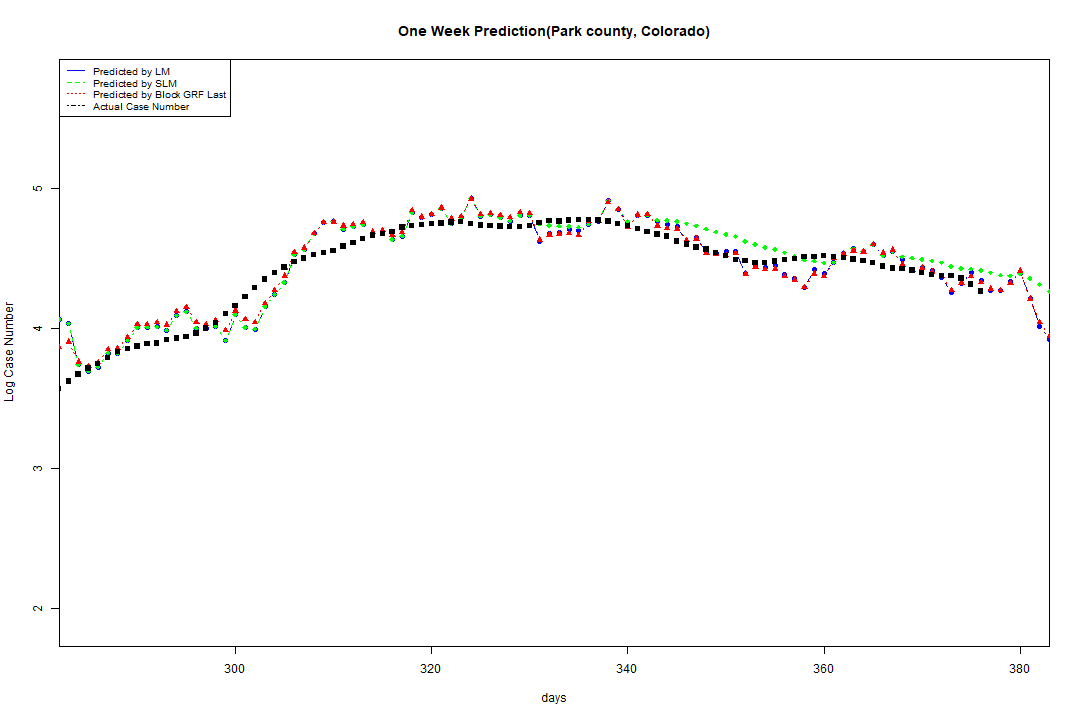 One Week Prediction(Park county, Colorado)
Predicted by LM
Predicted by SLM
Predicted by Block GRF Last
Actual Case Number
5
4
3
2
Log Case Number
300 320 340 360 380
days